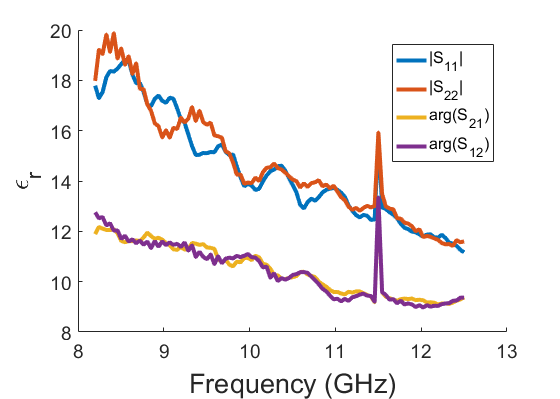 20
18
16
14
12
10
8
ϵr
8
9
10
11
12
13
Frequency (GHz)
|S11|
|S22|
arg(S21)
arg(S12)